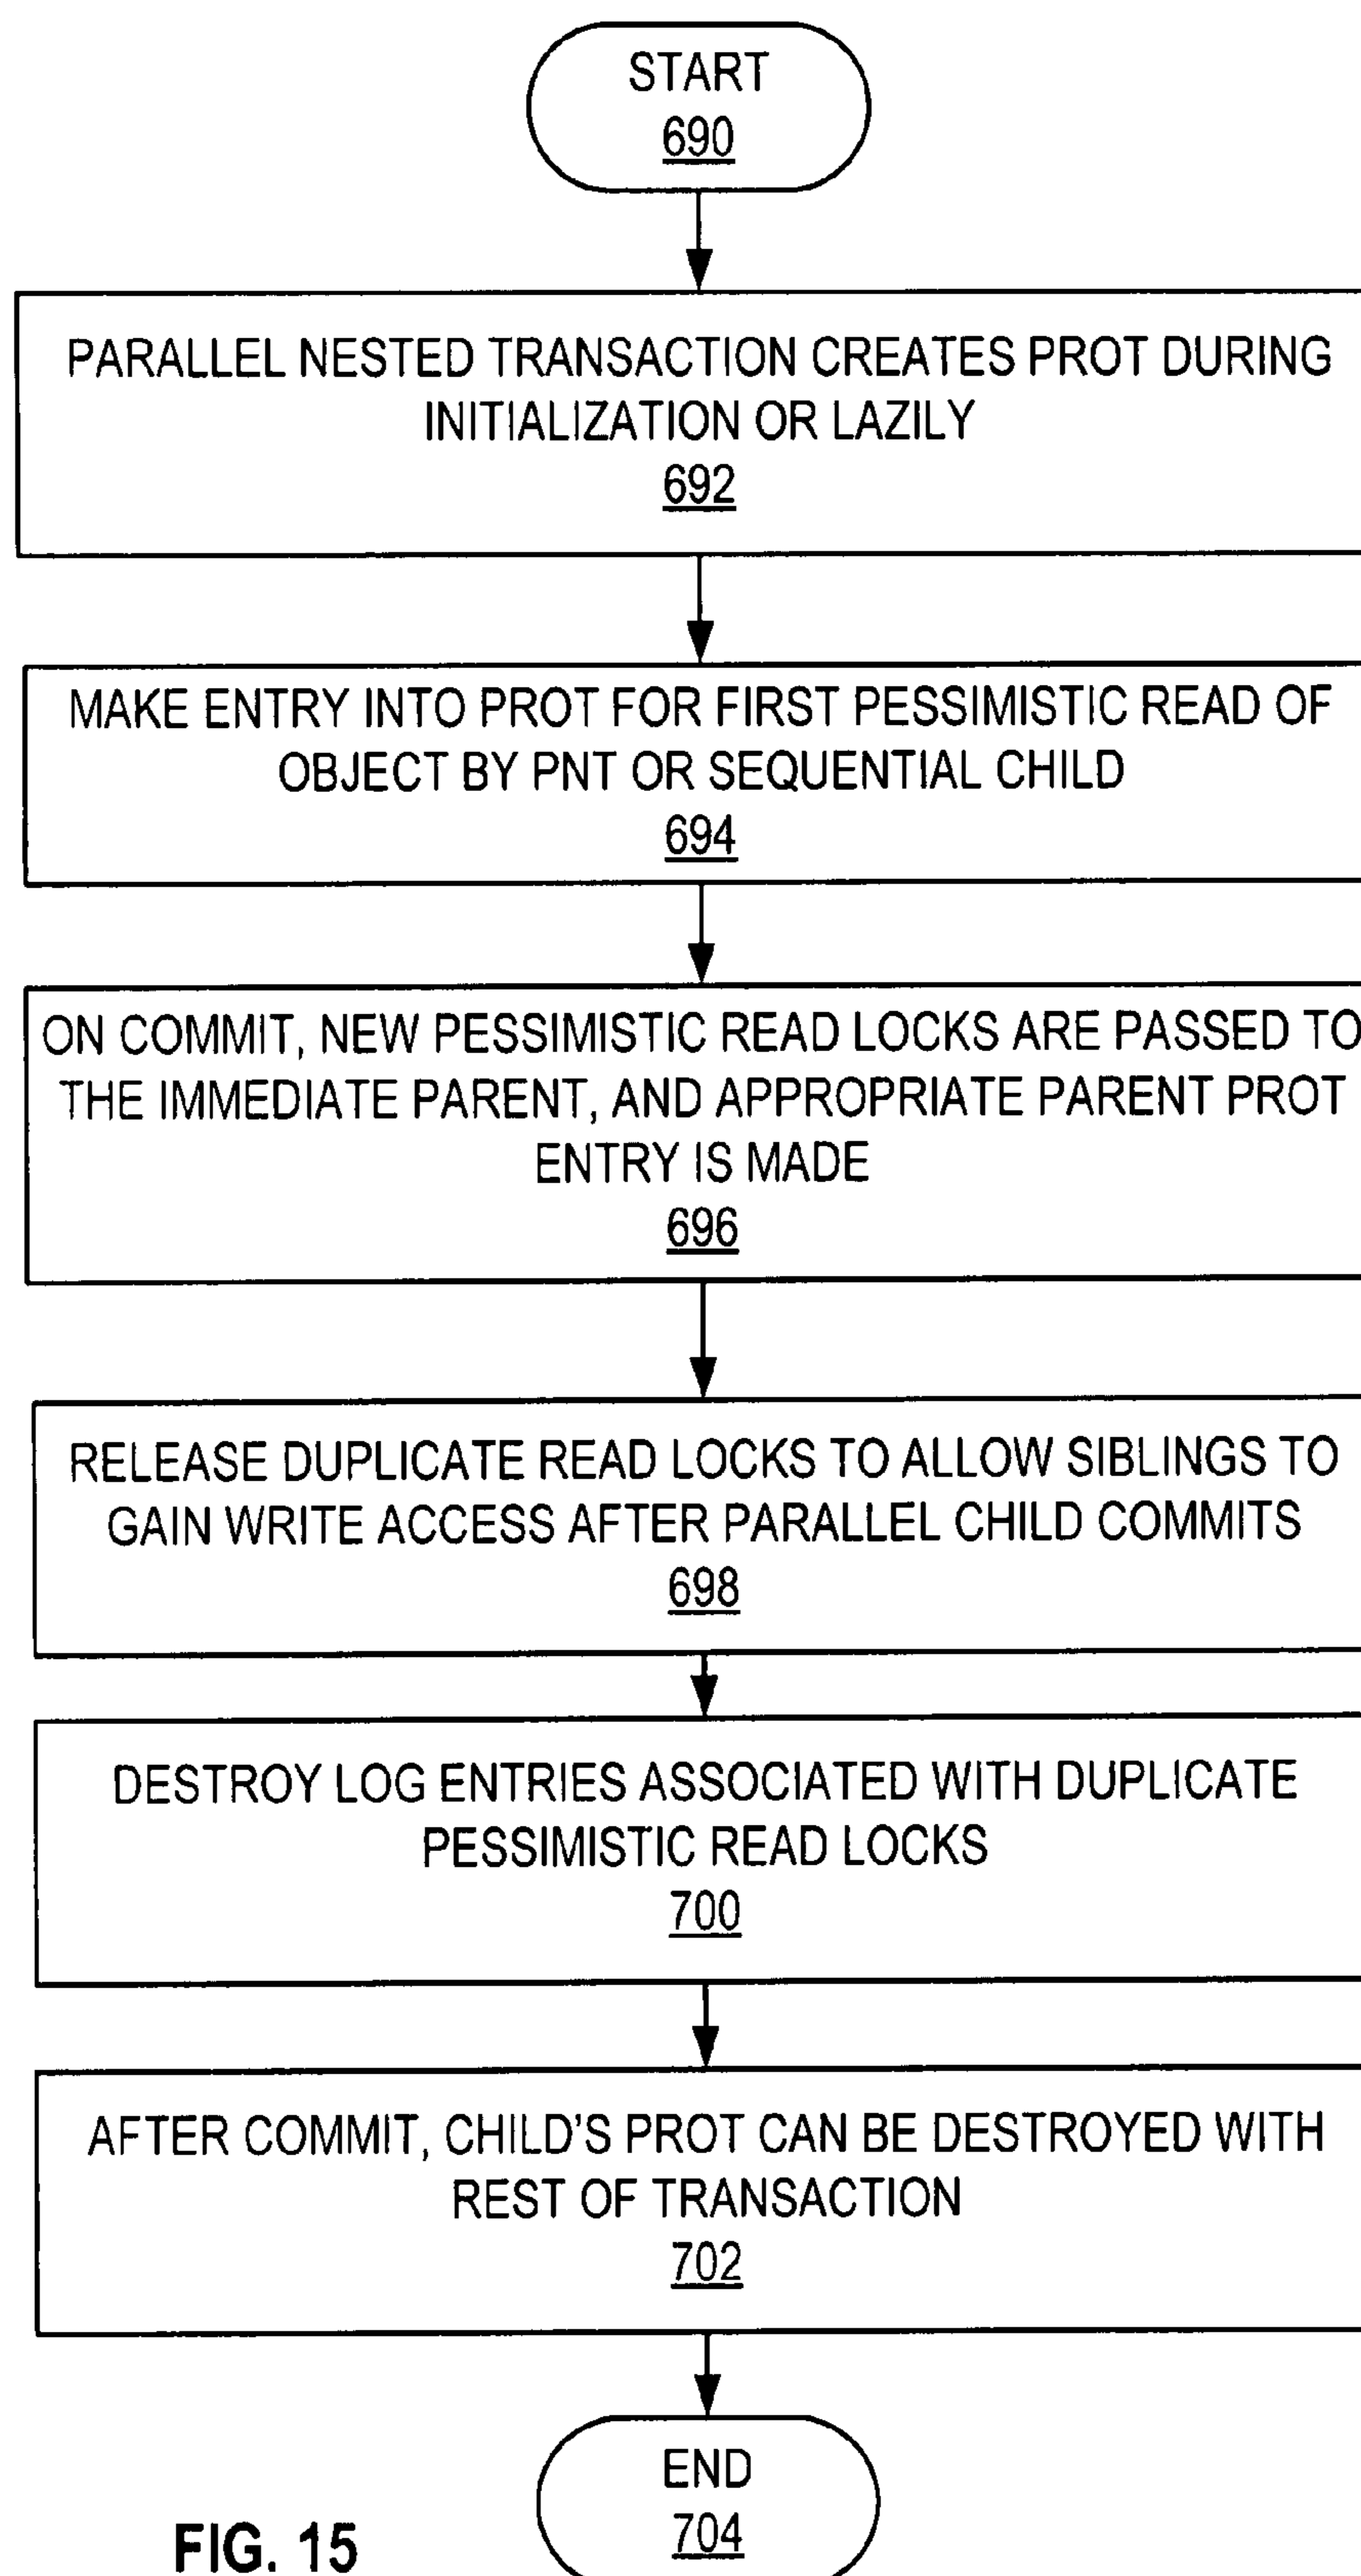 START
690
PARALLEL NESTED TRANSACTION CREATES PROT DURING
INITIALIZATION OR LAZILY
692
MAKE ENTRY INTO PROT FOR FIRST PESSIMISTIC READ OF
OBJECT BY PNT OR SEQUENTIAL CHILD
694
ON COMMIT, NEW PESSIMISTIC READ LOCKS ARE PASSED TO
THE IMMEDIATE PARENT, AND APPROPRIATE PARENT PROT
ENTRY IS MADE
696
RELEASE DUPLICATE READ LOCKS TO ALLOW SIBLINGS TO
GAIN WRITE ACCESS AFTER PARALLEL CHILD COMMITS
698
DESTROY LOG ENTRIES ASSOCIATED WITH DUPLICATE
PESSIMISTIC READ LOCKS
700
AFTER COMMIT, CHILD'S PROT CAN BE DESTROYED WITH
REST OF TRANSACTION
702
END
704
FIG. 15